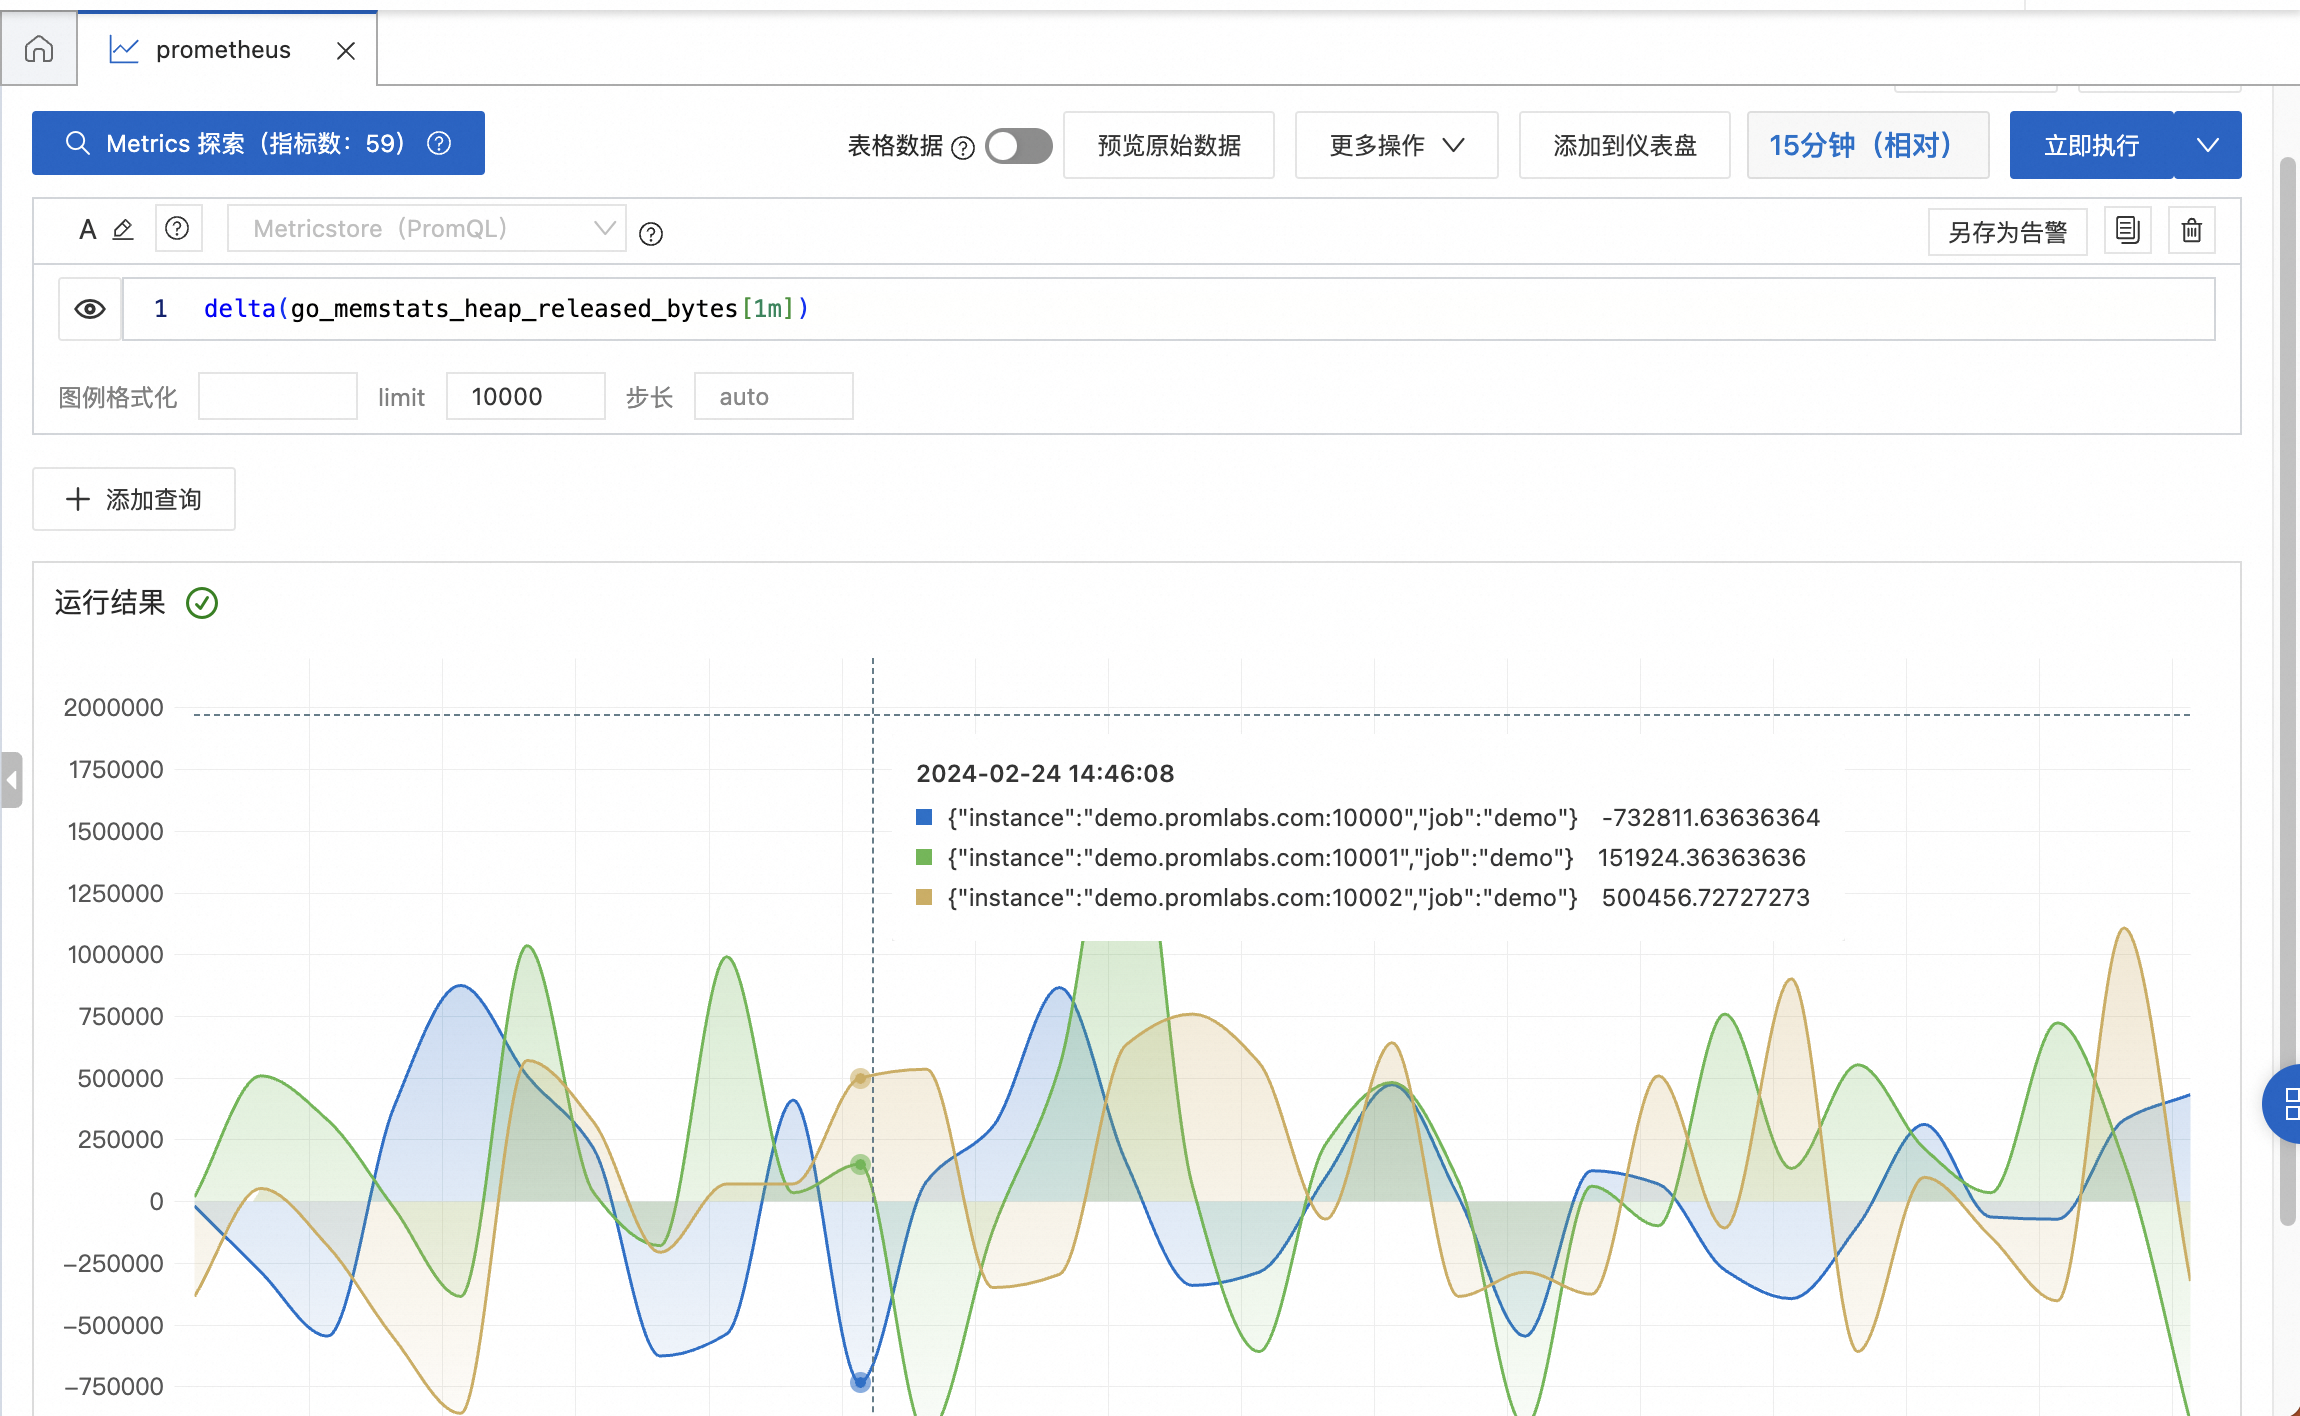 prometheus
Metrics 探索（指标数：59）
表格数据 预览原始数据 更多操作 添加到仪表盘 15分钟（相对） 立即执行
A Metricstore（PromQL） 另存为告警
1 delta(go_memstats_heap_released_bytes[1m])
图例格式化 limit 10000 步长 auto
添加查询
运行结果
2000000
1750000
1500000
1250000
1000000
750000
500000
250000
0
−250000
−500000
−750000
2024-02-24 14:46:08
{"instance":"demo.promlabs.com:10000","job":"demo"} -732811.63636364
{"instance":"demo.promlabs.com:10001","job":"demo"} 151924.36363636
{"instance":"demo.promlabs.com:10002","job":"demo"} 500456.72727273